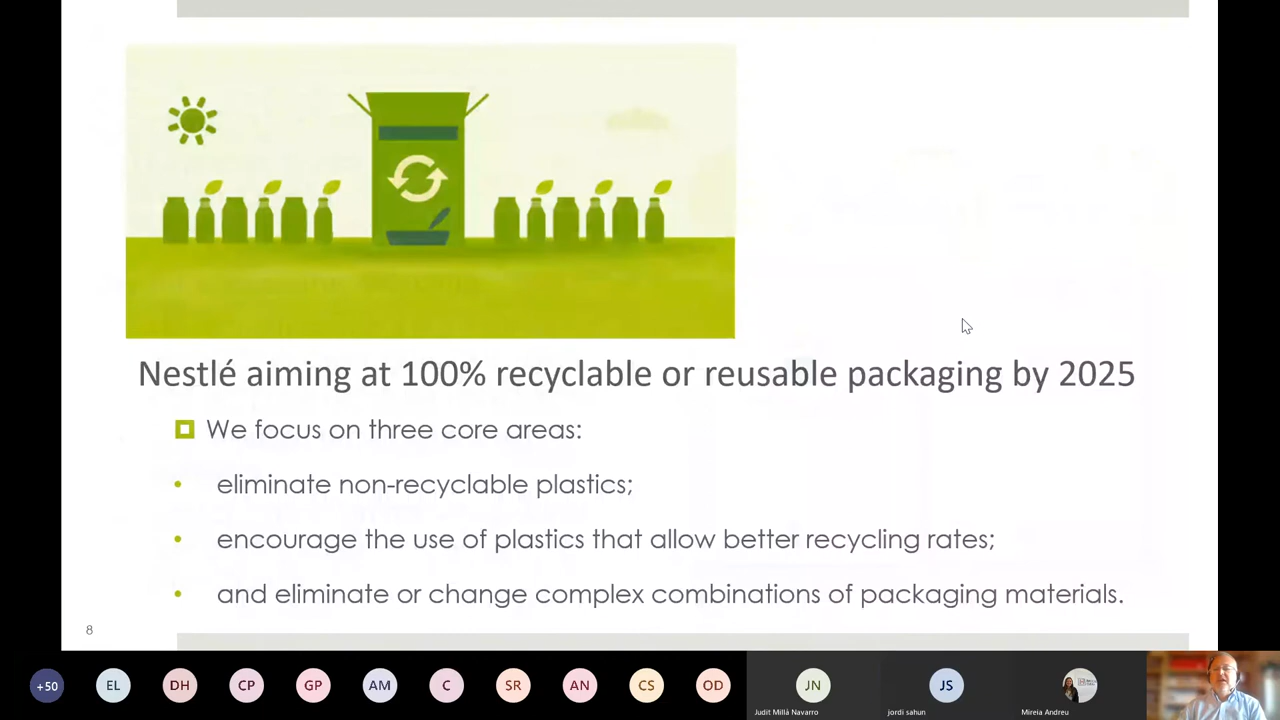 Nestlé aiming at 100% recyclable or reusable packaging by 2025
We focus on three core areas:
• eliminate non-recyclable plastics;
• encourage the use of plastics that allow better recycling rates;
• and eliminate or change complex combinations of packaging materials.
8
+50 EL DH CP GP AM C SR AN CS OD JN JS
Judit Millá Navarro jordi sahun Mireia Andreu